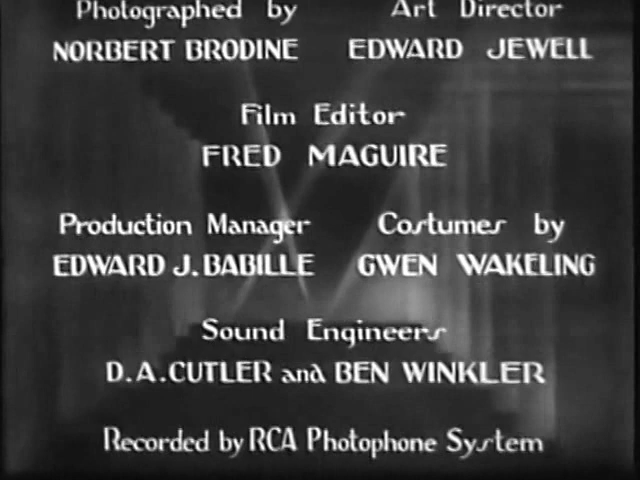 Photographed by Art Director
NORBERT BRODINE EDWARD JEWELL
Film Editor
FRED MAGUIRE
Production Manager Costumes by
EDWARD J. BABILLE GWEN WAKELING
Sound Engineers
D.A. CUTLER and BEN WINKLER
Recorded by RCA Photophone System